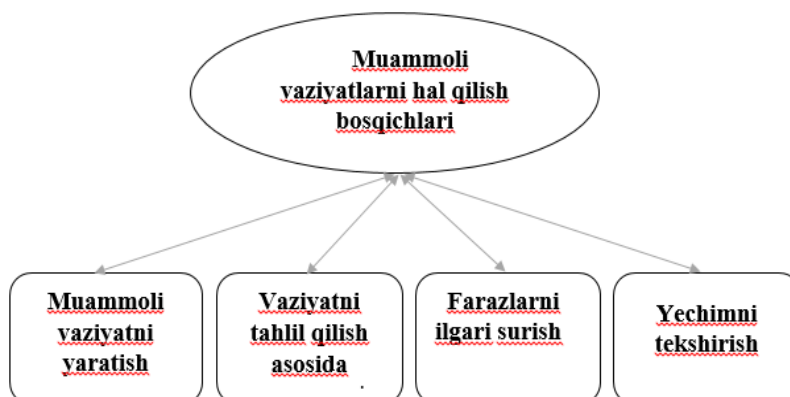 Muammoli
vaziyatlarni hal qilish
bosqichlari
Muammoli
vaziyatni
yaratish
Vaziyatni
tahlil qilish
asosida
.
Farazlarni
ilgari surish
Yechimni
tekshirish